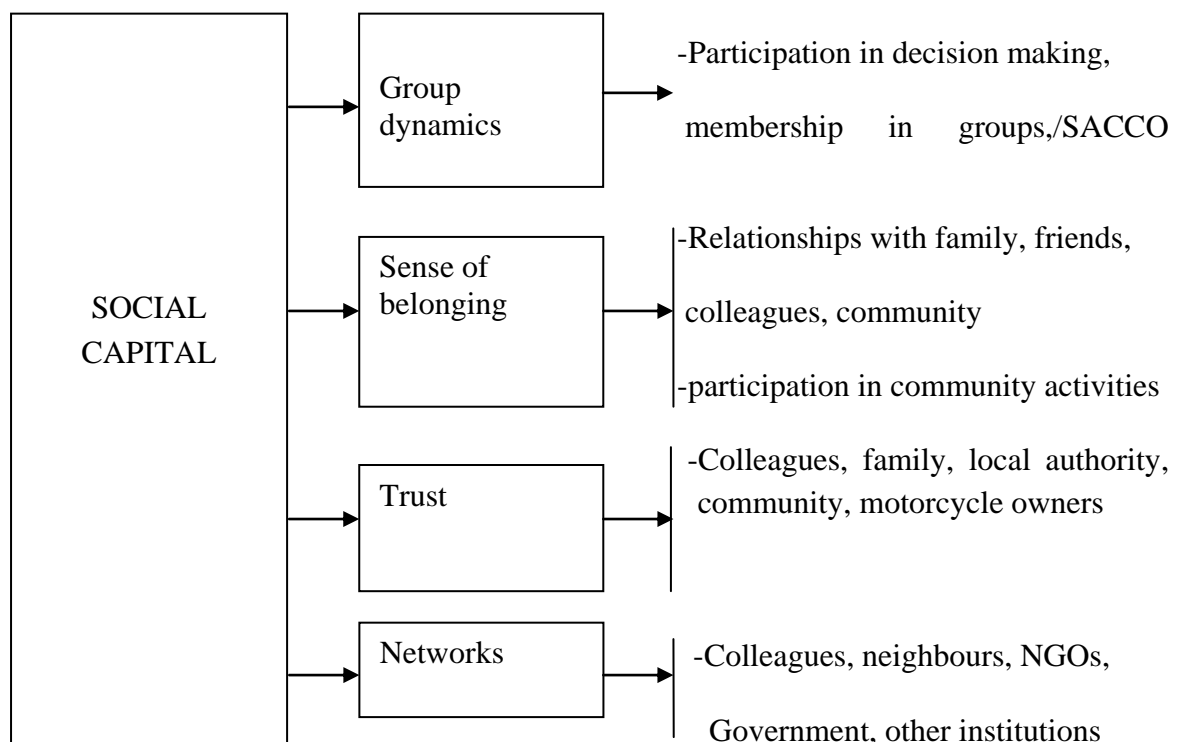 SOCIAL
CAPITAL
Group
dynamics
-Participation in decision making,
membership in groups,/SACCO
Sense of
belonging
-Relationships with family, friends,
colleagues, community
-participation in community activities
Trust
-Colleagues, family, local authority,
community, motorcycle owners
Networks
-Colleagues, neighbours, NGOs,
Government, other institutions